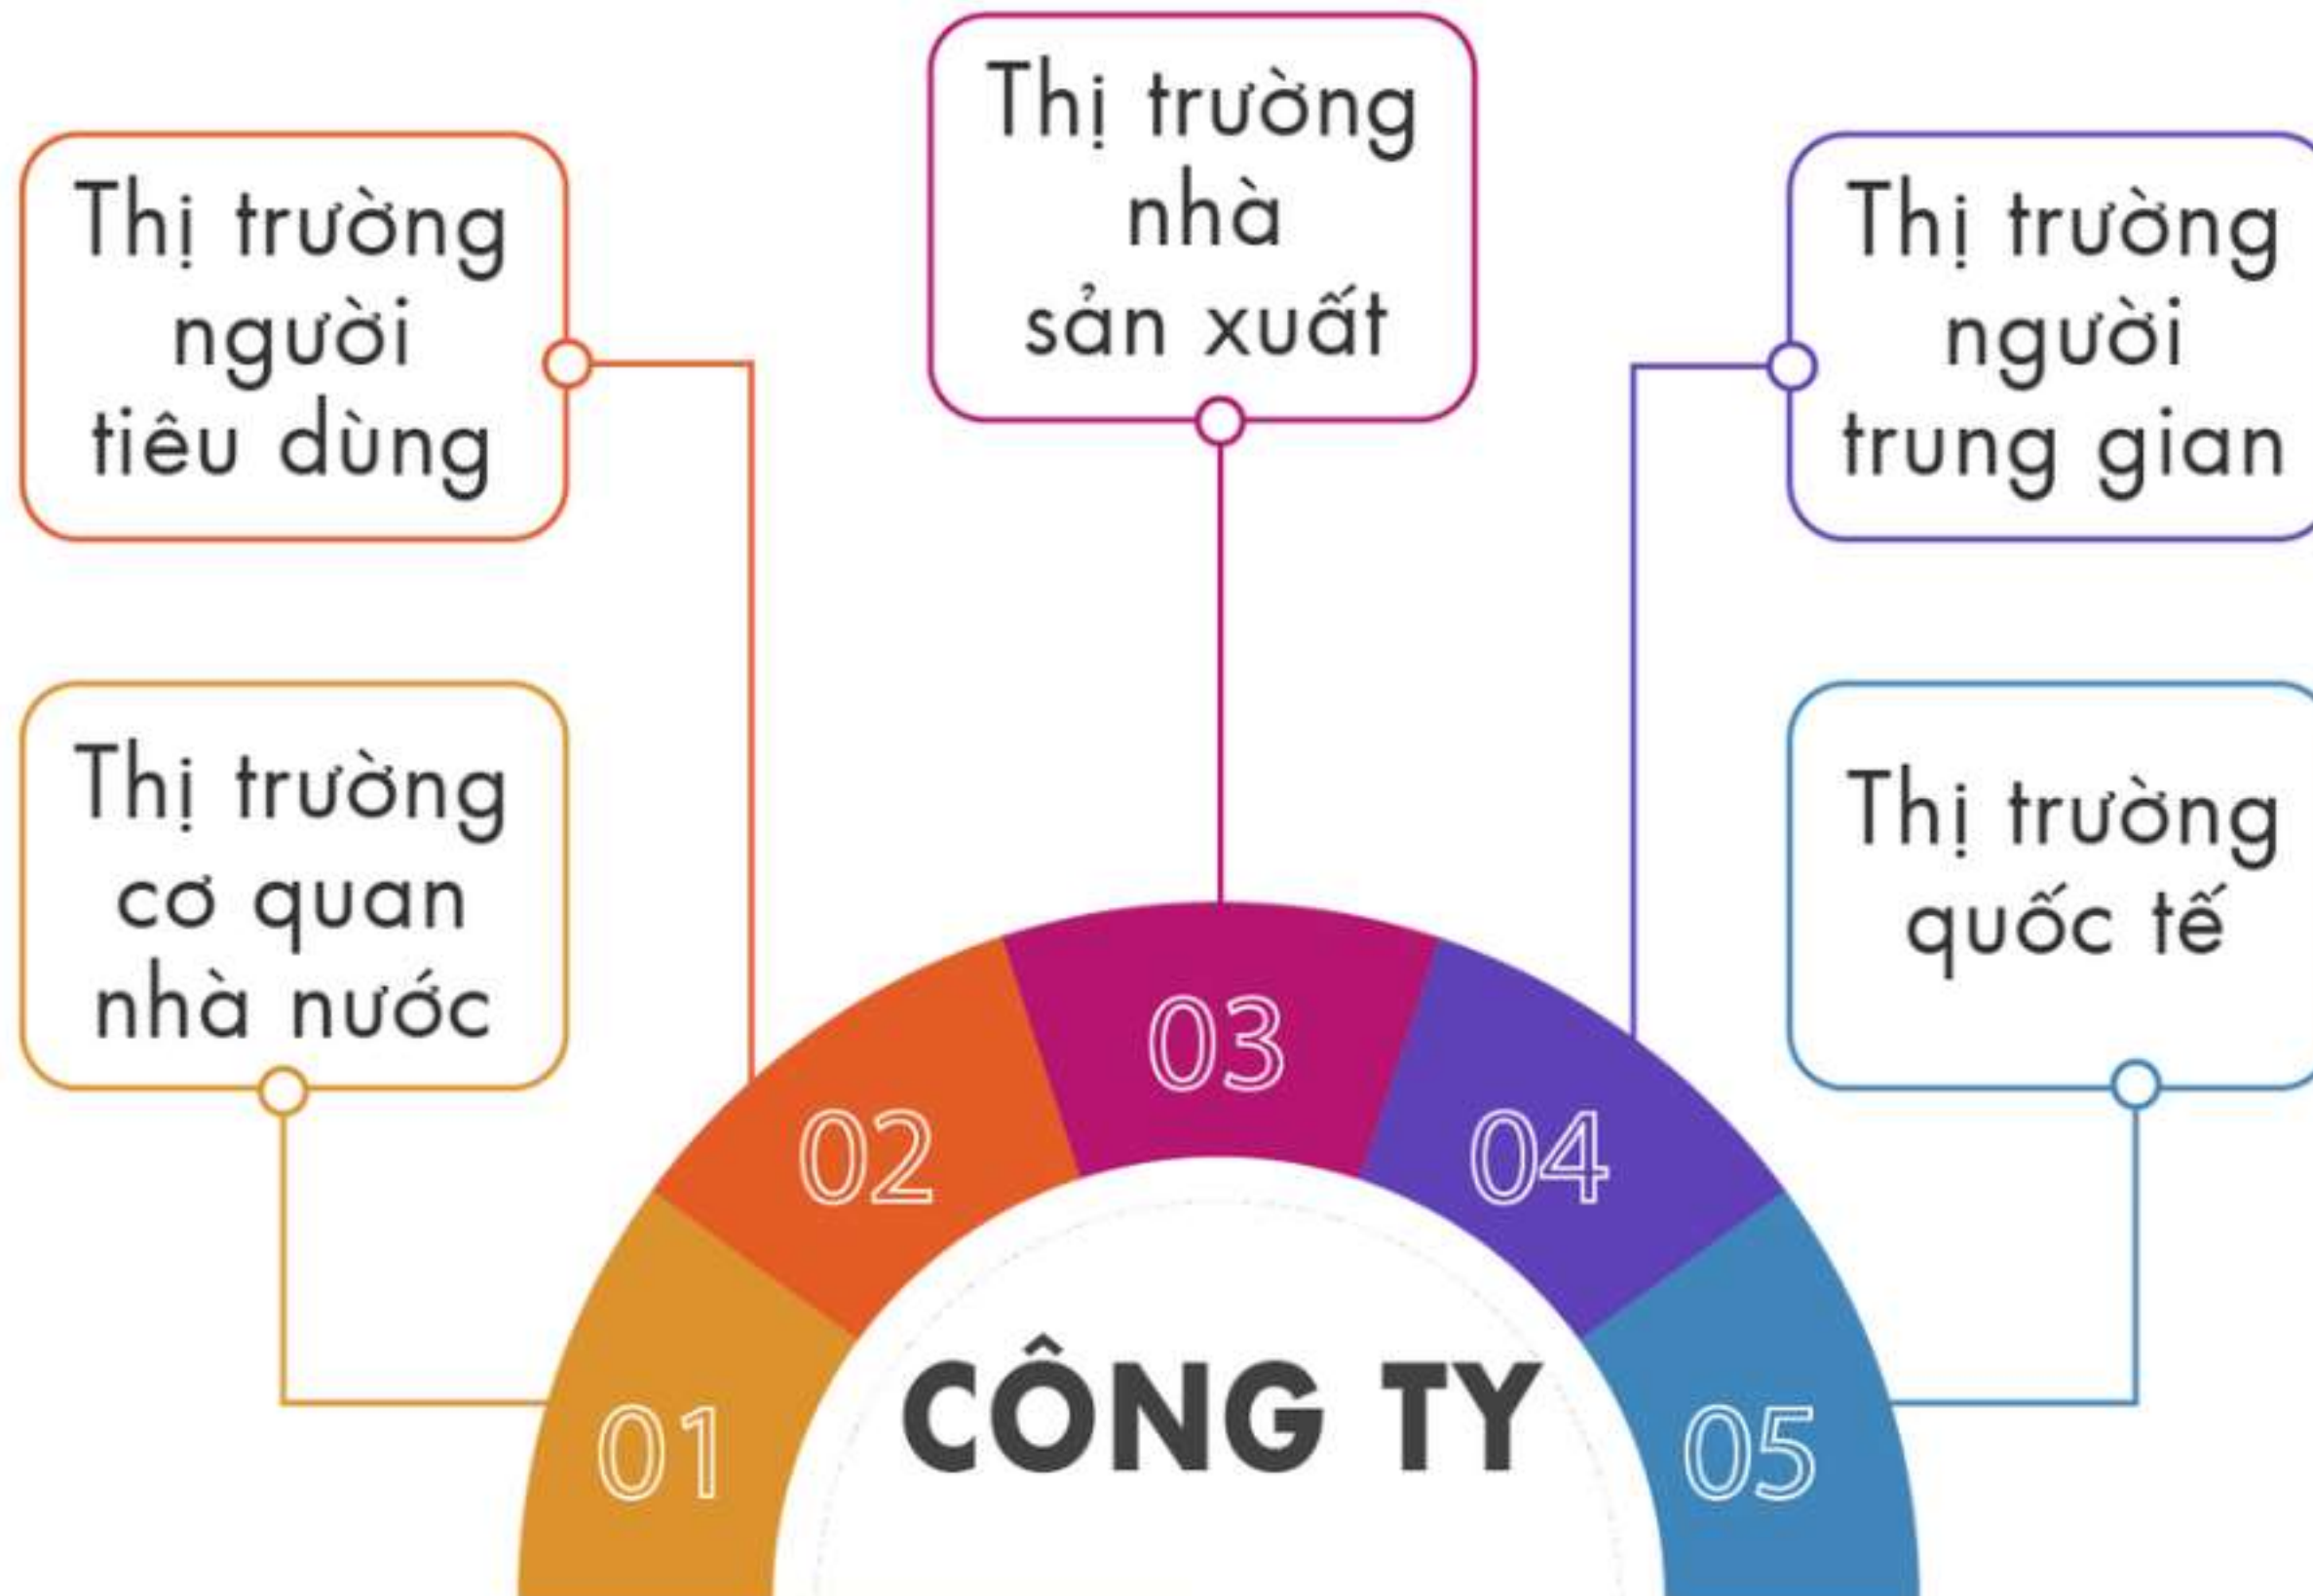 Thị trường
nhà
sản xuất
Thị trường
người
tiêu dùng
Thị trường
người
trung gian
Thị trường
cơ quan
nhà nước
Thị trường
quốc tế
03
02
04
01
05
CÔNG TY